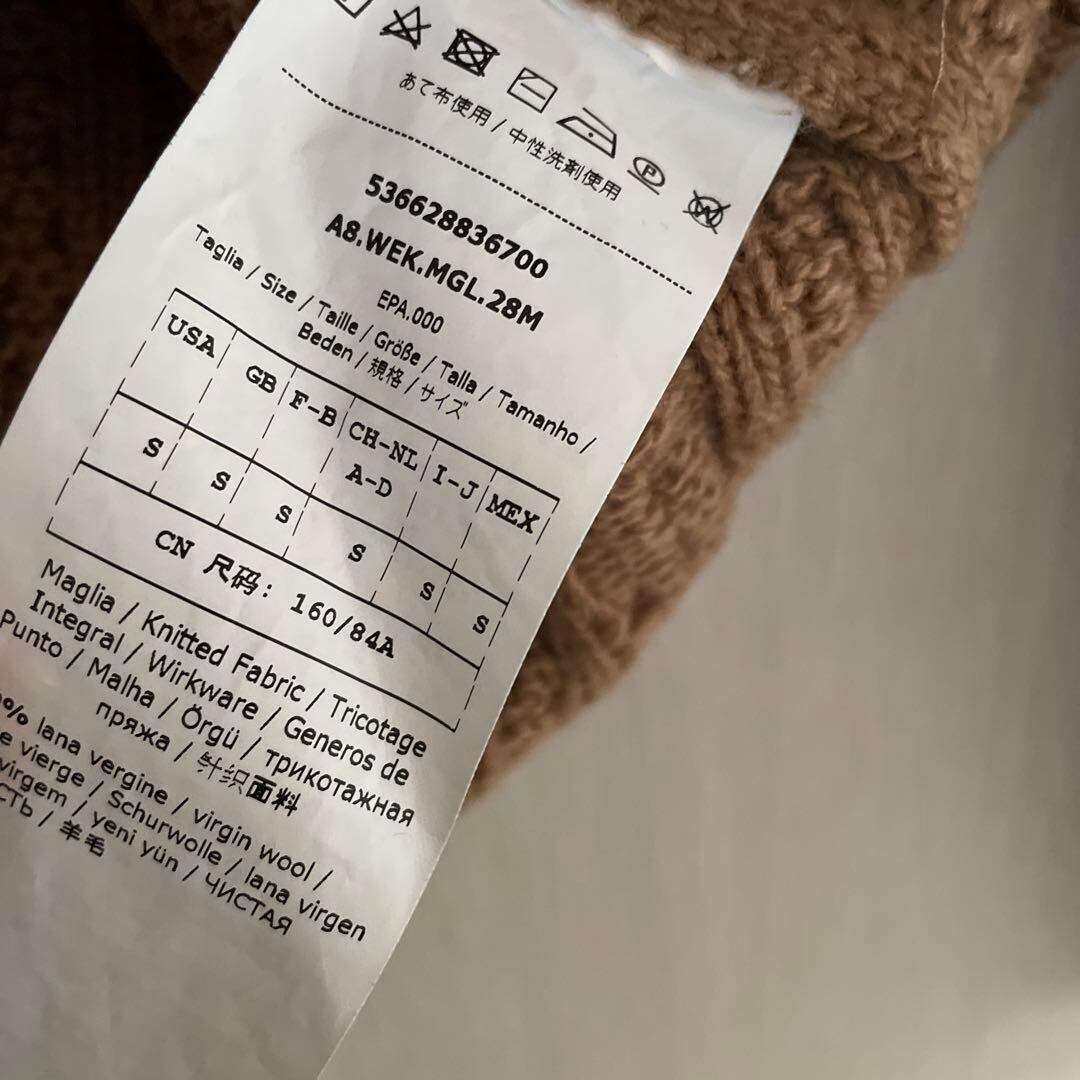 あて布使用 / 中性洗剤使用
P
W
536628836700
A8.WEK.MGL.28M
EPA.000
Taglia / Size / Taille / Größe / Talla / Tamanho /
Beden / 規格 / サイズ
USA GB F-B CH-NL A-D I-J MEX
S S S S S S
CN 尺码: 160/84A
Maglia / Knitted Fabric / Tricotage
Integral / Wirkware / Generos de
Punto / Malha / Örgü / трикотажная
пряжа / 针织面料
% lana vergine / virgin wool /
vierge / Schurwolle / lana virgen
virgem / yeni yün / ЧИСТАЯ
/ 羊毛